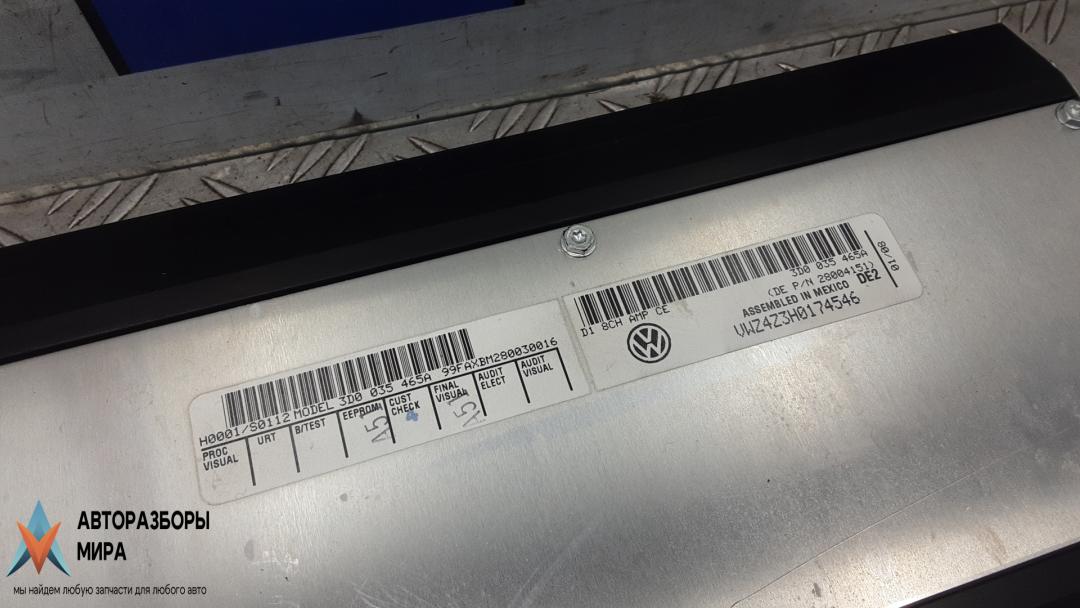 H0001/S0112 MODEL 3D0 035 465A 99FAXBM280030016
PROC VISUAL
URT
B/TEST
EEPROM
CUST CHECK
FINAL VISUAL
AUDIT ELECT
AUDIT VISUAL
A51
A51
D1 8CH AMP CE
3D0 035 465A
(DE P/N 28004151)
ASSEMBLED IN MEXICO DE2
VWZ4Z3H0174546
01/08
АВТОРАЗБОРЫ
МИРА
мы найдем любую запчасти для любого авто